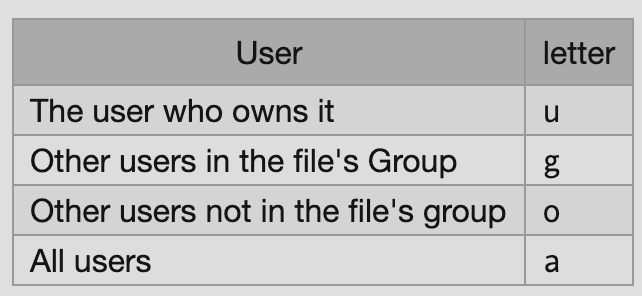 User letter
The user who owns it u
Other users in the file's Group g
Other users not in the file's group o
All users a